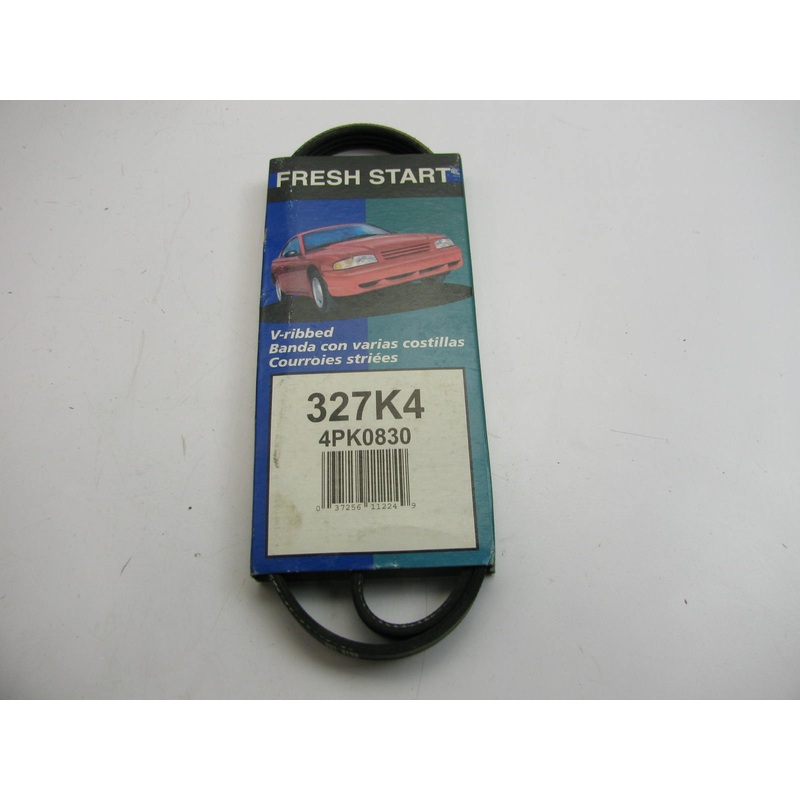 FRESH START
V-ribbed
Banda con varias costillas
Courroies striées
327K4
4PK0830
0 37256 11224 9